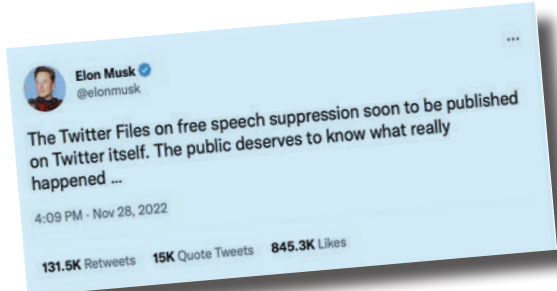 Elon Musk
@elonmusk
...
The Twitter Files on free speech suppression soon to be published
on Twitter itself. The public deserves to know what really
happened ...
4:09 PM · Nov 28, 2022
131.5K Retweets 15K Quote Tweets 845.3K Likes